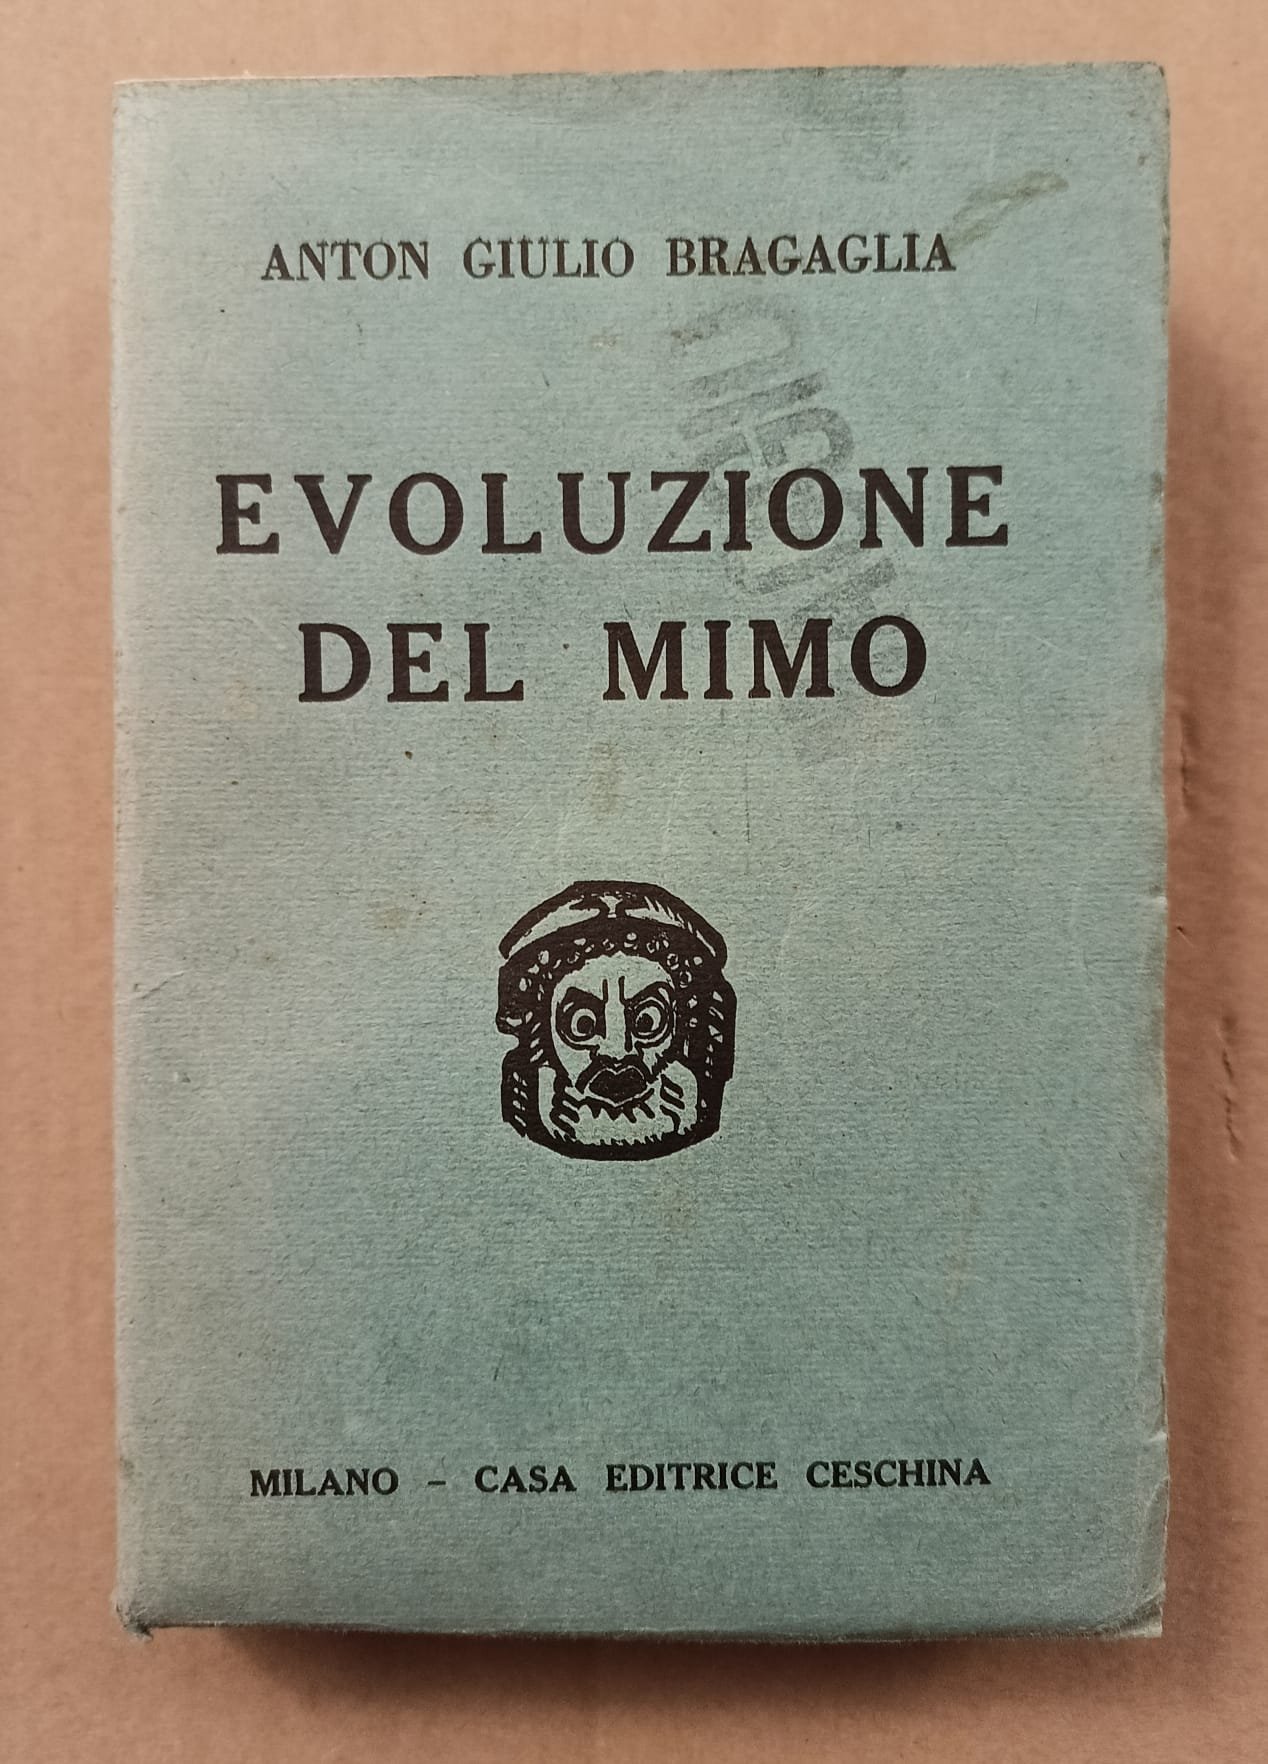 ANTON GIULIO BRAGAGLIA
EVOLUZIONE
DEL MIMO
MILANO - CASA EDITRICE CESCHINA